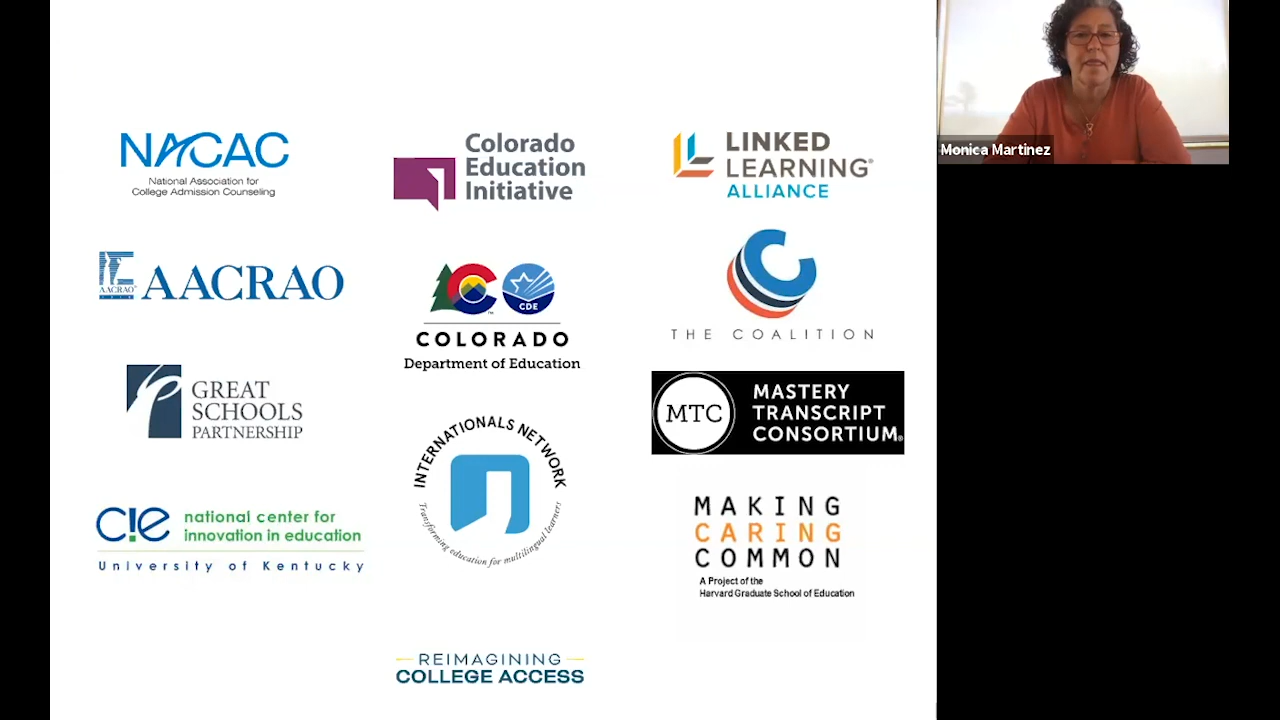 NACAC
National Association for
College Admission Counseling
Colorado
Education
Initiative
LINKED
LEARNING®
ALLIANCE
Monica Martinez
AACRAO®
AACRAO
CDE
COLORADO
Department of Education
THE COALITION
GREAT
SCHOOLS
PARTNERSHIP
INTERNATIONALS NETWORK
Transforming education for multilingual learners
MTC
MASTERY
TRANSCRIPT
CONSORTIUM®
c!e
national center for
innovation in education
University of Kentucky
MAKING
CARING
COMMON
A Project of the
Harvard Graduate School of Education
REIMAGINING
COLLEGE ACCESS